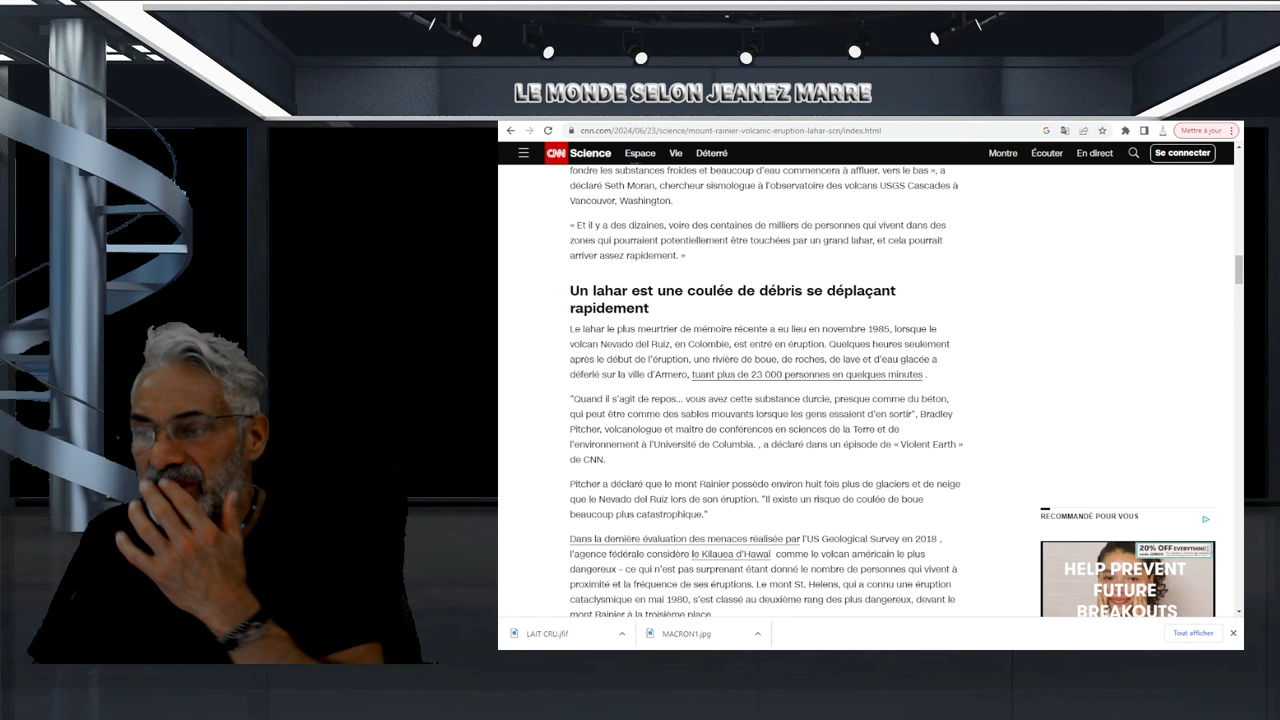 LE MONDE SELON JEANEZ MARRE
cnn.com/2024/06/23/science/mount-rainier-volcanic-eruption-lahar-scn/index.html
Mettre à jour
CNN Science Espace Vie Déterré Montre Écouter En direct Se connecter
fondre les substances froides et beaucoup d'eau commencera à affluer. vers le bas », a
déclaré Seth Moran, chercheur sismologue à l'observatoire des volcans USGS Cascades à
Vancouver, Washington.
« Et il y a des dizaines, voire des centaines de milliers de personnes qui vivent dans des
zones qui pourraient potentiellement être touchées par un grand lahar, et cela pourrait
arriver assez rapidement. »
Un lahar est une coulée de débris se déplaçant
rapidement
Le lahar le plus meurtrier de mémoire récente a eu lieu en novembre 1985, lorsque le
volcan Nevado del Ruiz, en Colombie, est entré en éruption. Quelques heures seulement
après le début de l'éruption, une rivière de boue, de roches, de lave et d'eau glacée a
déferlé sur la ville d'Armero, tuant plus de 23 000 personnes en quelques minutes .
"Quand il s'agit de repos... vous avez cette substance durcie, presque comme du béton,
qui peut être comme des sables mouvants lorsque les gens essaient d'en sortir", Bradley
Pitcher, volcanologue et maître de conférences en sciences de la Terre et de
l'environnement à l'Université de Columbia. , a déclaré dans un épisode de « Violent Earth »
de CNN.
Pitcher a déclaré que le mont Rainier possède environ huit fois plus de glaciers et de neige
que le Nevado del Ruiz lors de son éruption. "Il existe un risque de coulée de boue
beaucoup plus catastrophique."
Dans la dernière évaluation des menaces réalisée par l'US Geological Survey en 2018 ,
l'agence fédérale considère le Kilauea d'Hawaï comme le volcan américain le plus
dangereux – ce qui n'est pas surprenant étant donné le nombre de personnes qui vivent à
proximité et la fréquence de ses éruptions. Le mont St. Helens, qui a connu une éruption
cataclysmique en mai 1980, s'est classé au deuxième rang des plus dangereux, devant le
mont Rainier à la troisième place
RECOMMANDÉ POUR VOUS
20% OFF EVERYTHING
HELP PREVENT
FUTURE
BREAKOUTS
LAIT CRU.jfif
MACRON1.jpg
Tout afficher